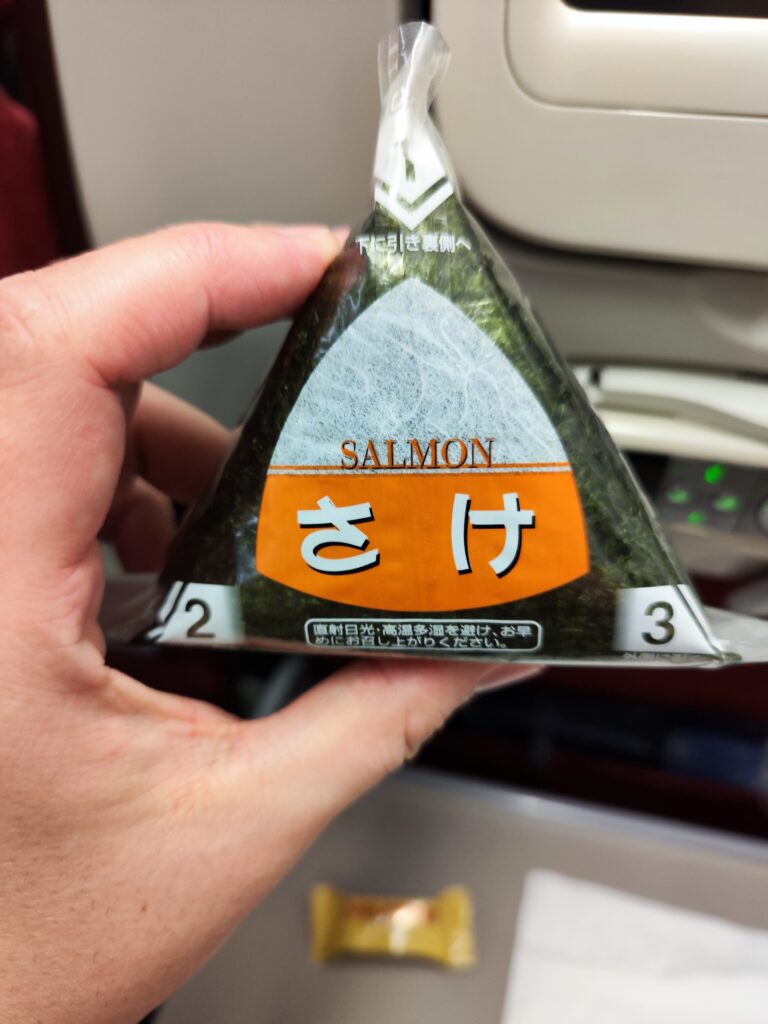 1
下に引き裏側へ
SALMON
さけ
2
3
直射日光・高温多湿を避け、お早
めにお召し上がりください。